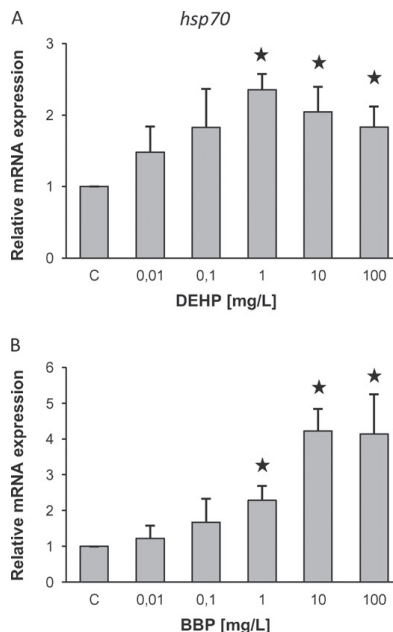 A
hsp70
Relative mRNA expression
3
2
1
0
C 0,01 0,1 1 10 100
DEHP [mg/L]
B
Relative mRNA expression
6
5
4
3
2
1
0
C 0,01 0,1 1 10 100
BBP [mg/L]